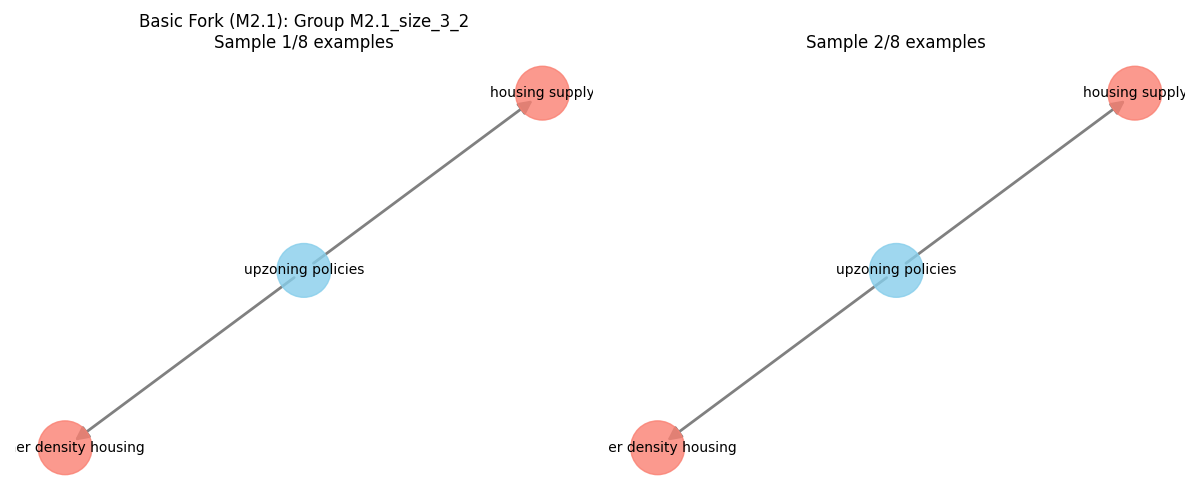 Basic Fork (M2.1): Group M2.1_size_3_2
Sample 1/8 examples
housing supply
upzoning policies
er density housing
Sample 2/8 examples
housing supply
upzoning policies
er density housing